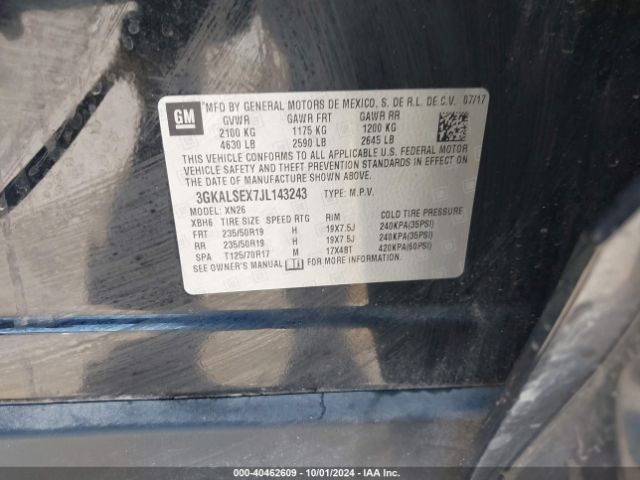 GM
MFD BY GENERAL MOTORS DE MEXICO, S. DE R.L. DE C.V. 07/17
GVWR GAWR FRT GAWR RR
2100 KG 1175 KG 1200 KG
4630 LB 2590 LB 2645 LB
THIS VEHICLE CONFORMS TO ALL APPLICABLE U.S. FEDERAL MOTOR
VEHICLE SAFETY AND THEFT PREVENTION STANDARDS IN EFFECT ON
THE DATE OF MANUFACTURE SHOWN ABOVE.
3GKALSEX7JL143243 TYPE: M.P.V.
MODEL: XN26
XBH6 TIRE SIZE SPEED RTG RIM COLD TIRE PRESSURE
FRT 235/50R19 H 19X7.5J 240KPA(35PSI)
RR 235/50R19 H 19X7.5J 240KPA(35PSI)
SPA T125/70R17 M 17X4BT 420KPA(60PSI)
SEE OWNER'S MANUAL
000-40462609 - 10/01/2024 - IAA Inc.